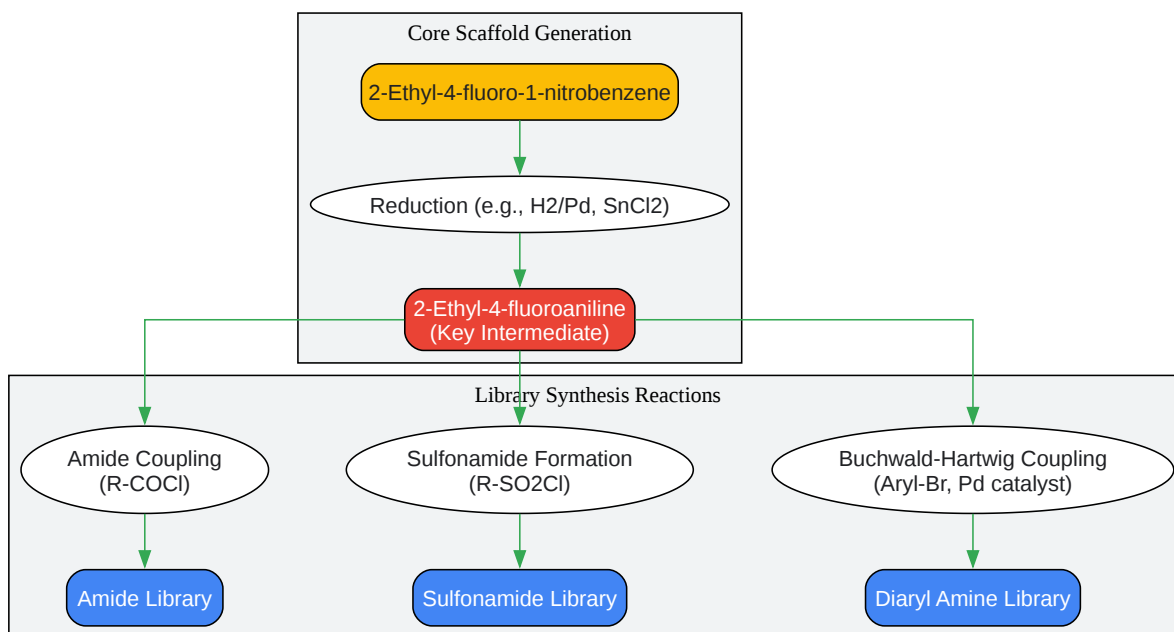 Core Scaffold Generation
2-Ethyl-4-fluoro-1-nitrobenzene
Reduction (e.g., H2/Pd, SnCl2)
2-Ethyl-4-fluoroaniline
(Key Intermediate)
Library Synthesis Reactions
Amide Coupling
(R-COCl)
Sulfonamide Formation
(R-SO2Cl)
Buchwald-Hartwig Coupling
(Aryl-Br, Pd catalyst)
Amide Library
Sulfonamide Library
Diaryl Amine Library